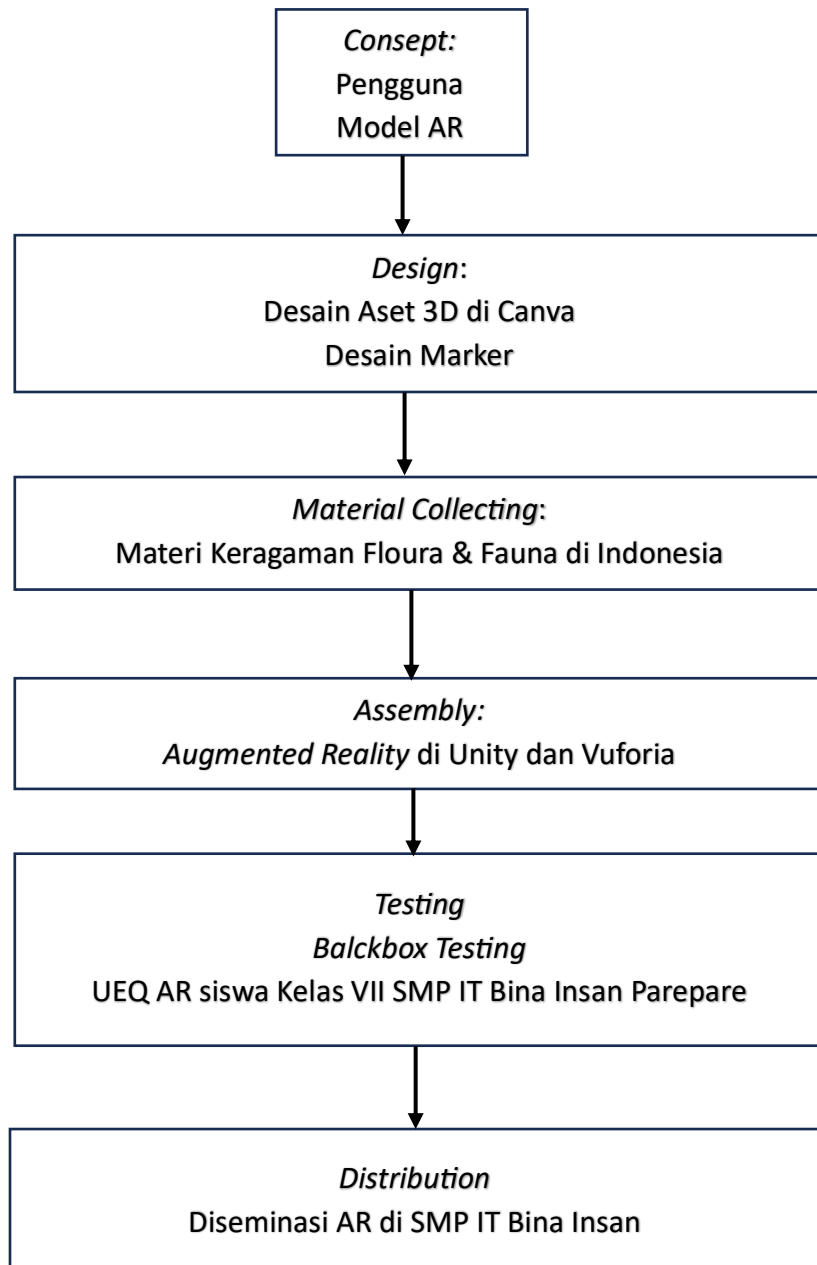 Consept:
Pengguna
Model AR
Design:
Desain Aset 3D di Canva
Desain Marker
Material Collecting:
Materi Keragaman Floura & Fauna di Indonesia
Assembly:
Augmented Reality di Unity dan Vuforia
Testing
Balckbox Testing
UEQ AR siswa Kelas VII SMP IT Bina Insan Parepare
Distribution
Diseminasi AR di SMP IT Bina Insan